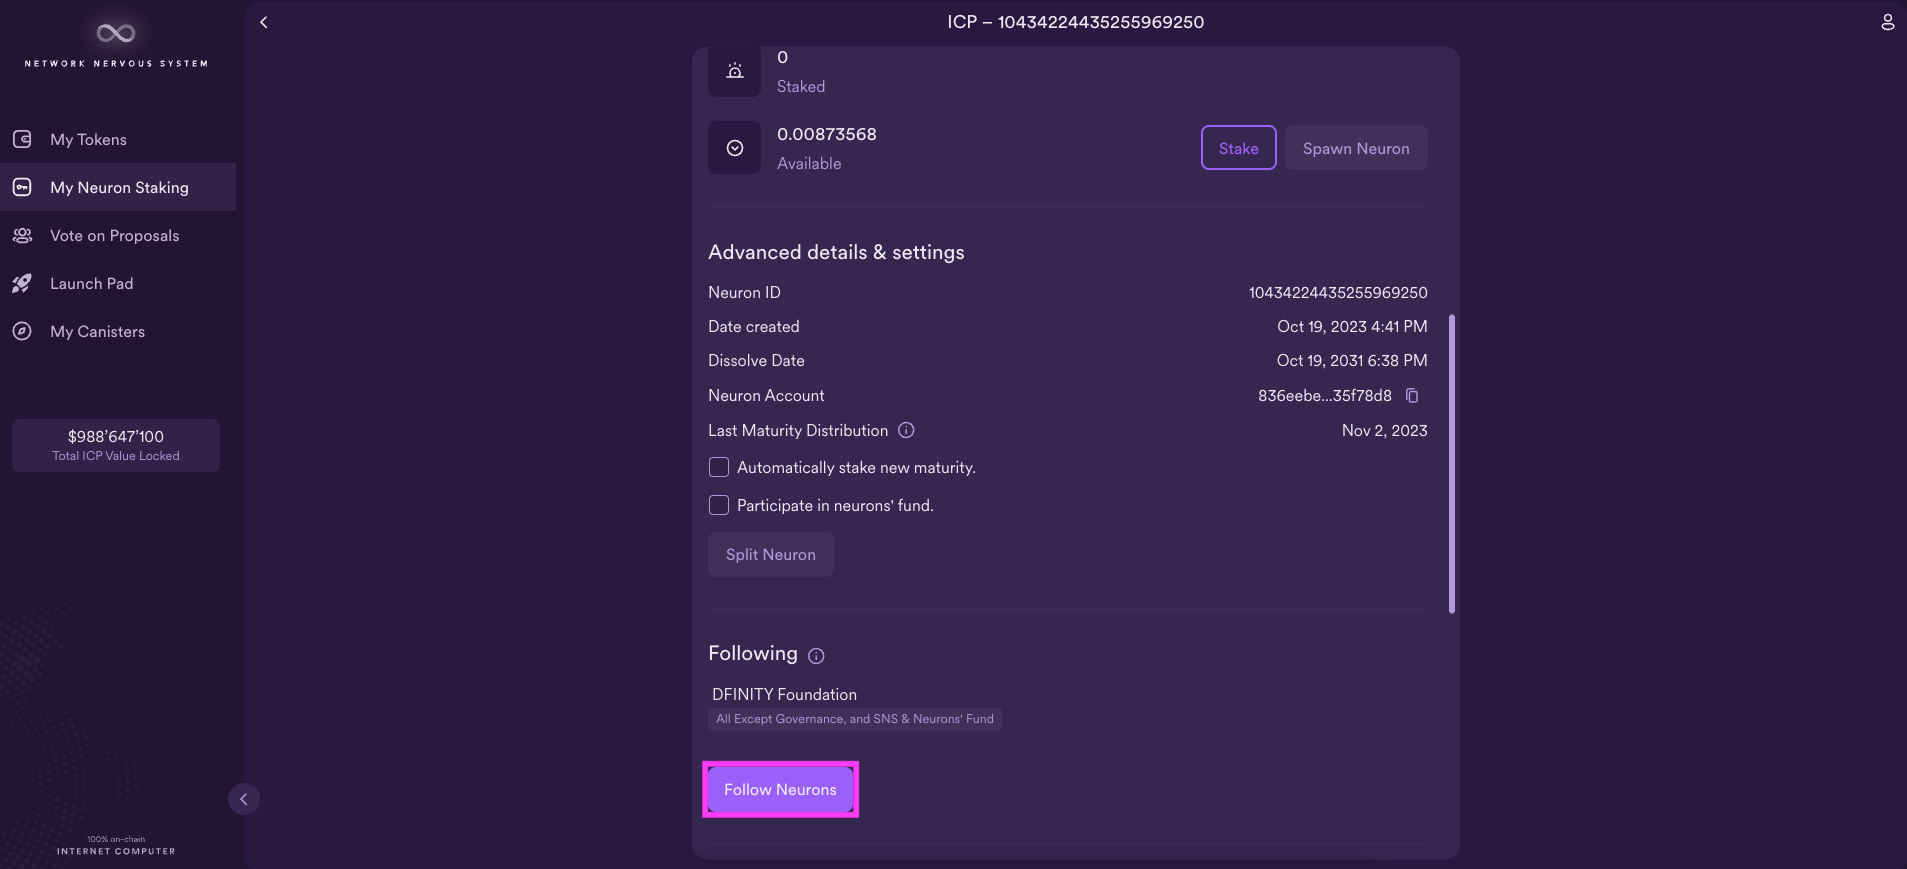 NETWORK NERVOUS SYSTEM
My Tokens
My Neuron Staking
Vote on Proposals
Launch Pad
My Canisters
$988’647’100
Total ICP Value Locked
100% on-chain
INTERNET COMPUTER
ICP – 10434224435255969250
0
Staked
0.00873568
Available
Stake
Spawn Neuron
Advanced details & settings
Neuron ID 10434224435255969250
Date created Oct 19, 2023 4:41 PM
Dissolve Date Oct 19, 2031 6:38 PM
Neuron Account 836eebe...35f78d8
Last Maturity Distribution Nov 2, 2023
Automatically stake new maturity.
Participate in neurons' fund.
Split Neuron
Following
DFINITY Foundation
All Except Governance, and SNS & Neurons' Fund
Follow Neurons